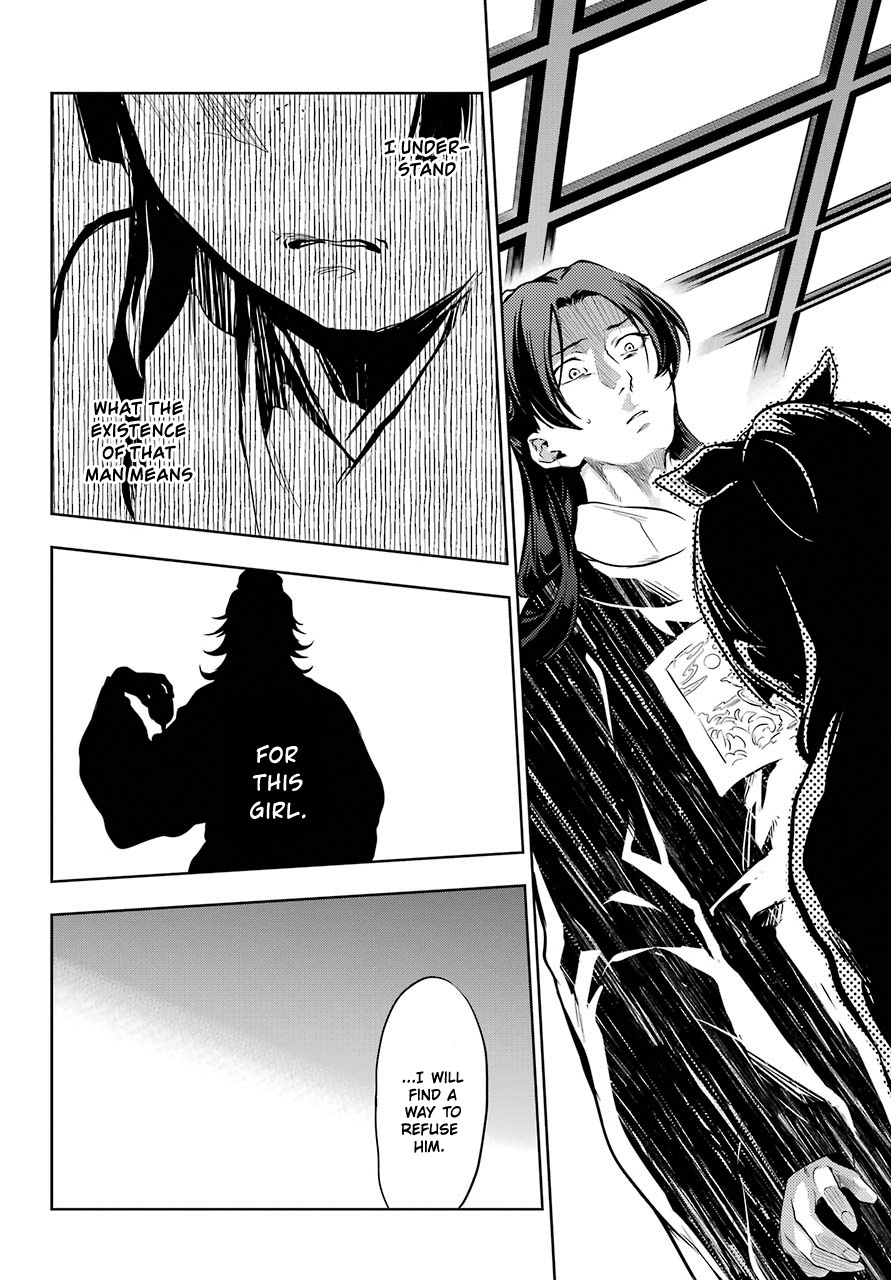 I UNDER-
STAND
WHAT THE
EXISTENCE
OF THAT
MAN MEANS
FOR
THIS
GIRL.
...I WILL
FIND A
WAY TO
REFUSE
HIM.